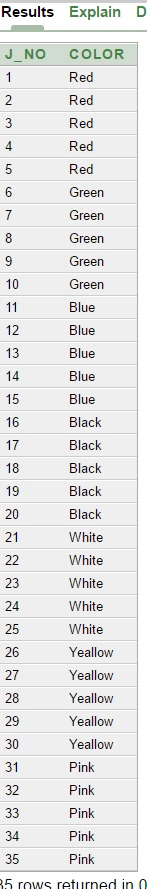 Results Explain D
J_NO COLOR
1 Red
2 Red
3 Red
4 Red
5 Red
6 Green
7 Green
8 Green
9 Green
10 Green
11 Blue
12 Blue
13 Blue
14 Blue
15 Blue
16 Black
17 Black
18 Black
19 Black
20 Black
21 White
22 White
23 White
24 White
25 White
26 Yeallow
27 Yeallow
28 Yeallow
29 Yeallow
30 Yeallow
31 Pink
32 Pink
33 Pink
34 Pink
35 Pink
35 rows returned in 0